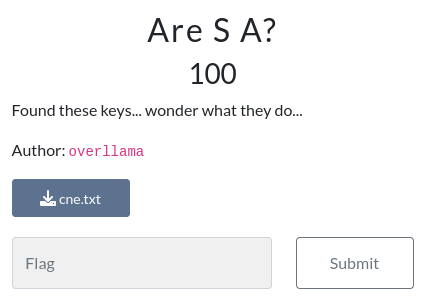 Are S A?
100
Found these keys... wonder what they do...
Author: overllama
cne.txt
Flag
Submit